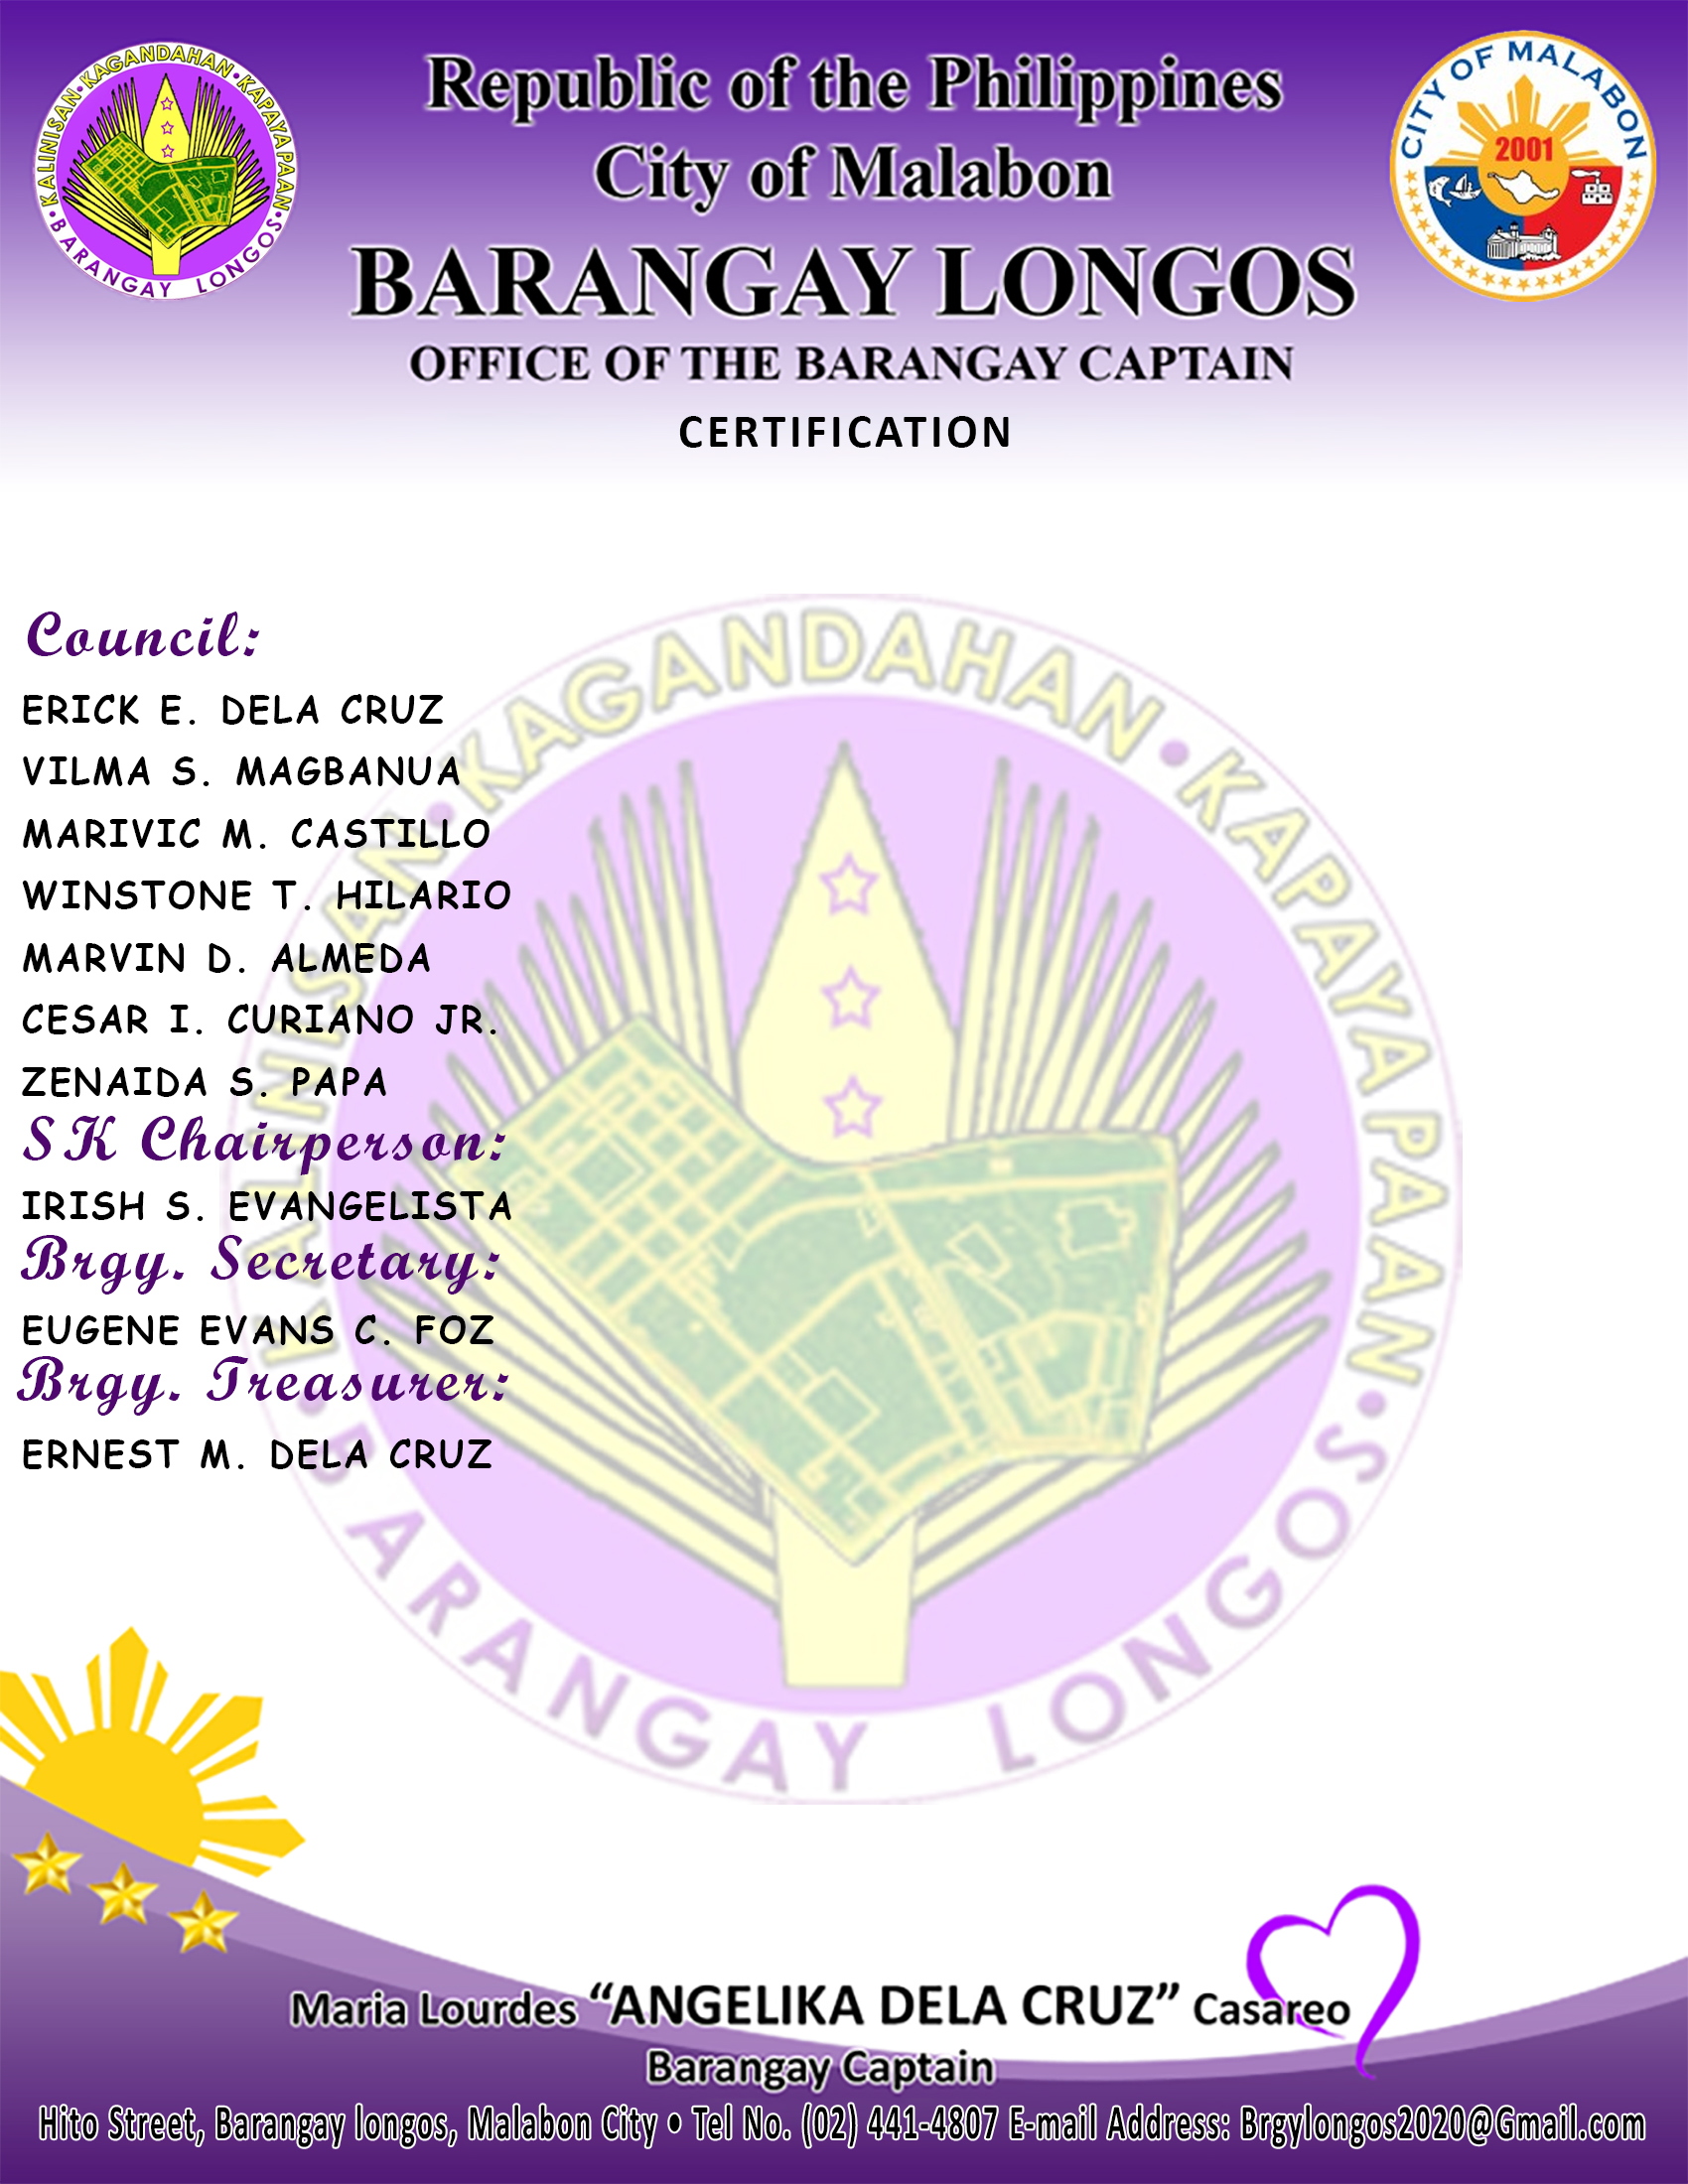 KALINISAN • KAGANDAHAN • KAPAYAPAAN
• BARANGAY LONGOS •
CITY OF MALABON
2001
Republic of the Philippines
City of Malabon
BARANGAY LONGOS
OFFICE OF THE BARANGAY CAPTAIN
CERTIFICATION
KALINISAN • KAGANDAHAN • KAPAYAPAAN
• BARANGAY LONGOS •
Council:
ERICK E. DELA CRUZ
VILMA S. MAGBANUA
MARIVIC M. CASTILLO
WINSTONE T. HILARIO
MARVIN D. ALMEDA
CESAR I. CURIANO JR.
ZENAIDA S. PAPA
SK Chairperson:
IRISH S. EVANGELISTA
Brgy. Secretary:
EUGENE EVANS C. FOZ
Brgy. Treasurer:
ERNEST M. DELA CRUZ
Maria Lourdes “ANGELIKA DELA CRUZ” Casareo
Barangay Captain
Hito Street, Barangay longos, Malabon City • Tel No. (02) 441-4807 E-mail Address: Brgylongos2020@Gmail.com